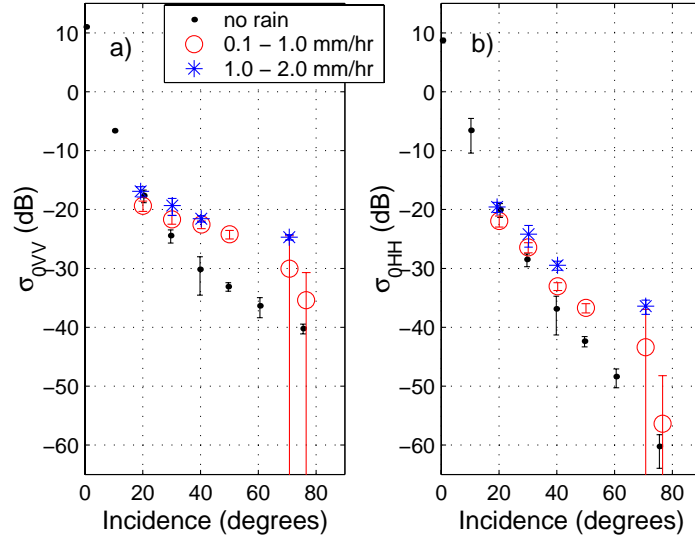 no rain
0.1 – 1.0 mm/hr
1.0 – 2.0 mm/hr
a)
10
0
−10
−20
−30
−40
−50
−60
0
20
40
60
80
σ0VV (dB)
Incidence (degrees)
b)
10
0
−10
−20
−30
−40
−50
−60
0
20
40
60
80
σ0HH (dB)
Incidence (degrees)